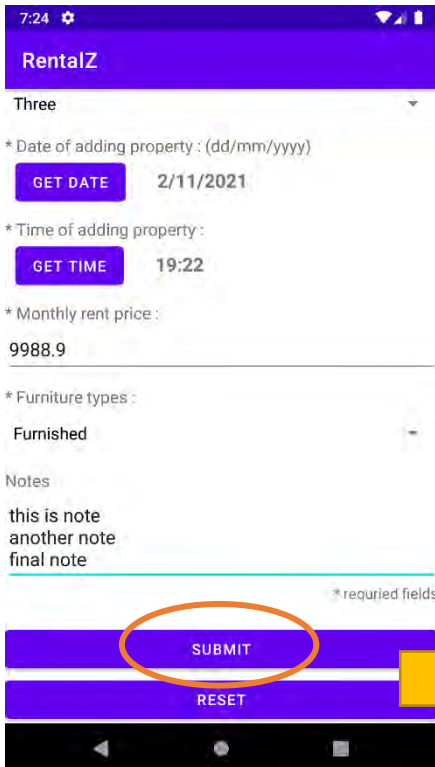 7:24
RentalZ
Three
* Date of adding property : (dd/mm/yyyy)
GET DATE 2/11/2021
* Time of adding property :
GET TIME 19:22
* Monthly rent price :
9988.9
* Furniture types :
Furnished
Notes
this is note
another note
final note
* requried fields
SUBMIT
RESET